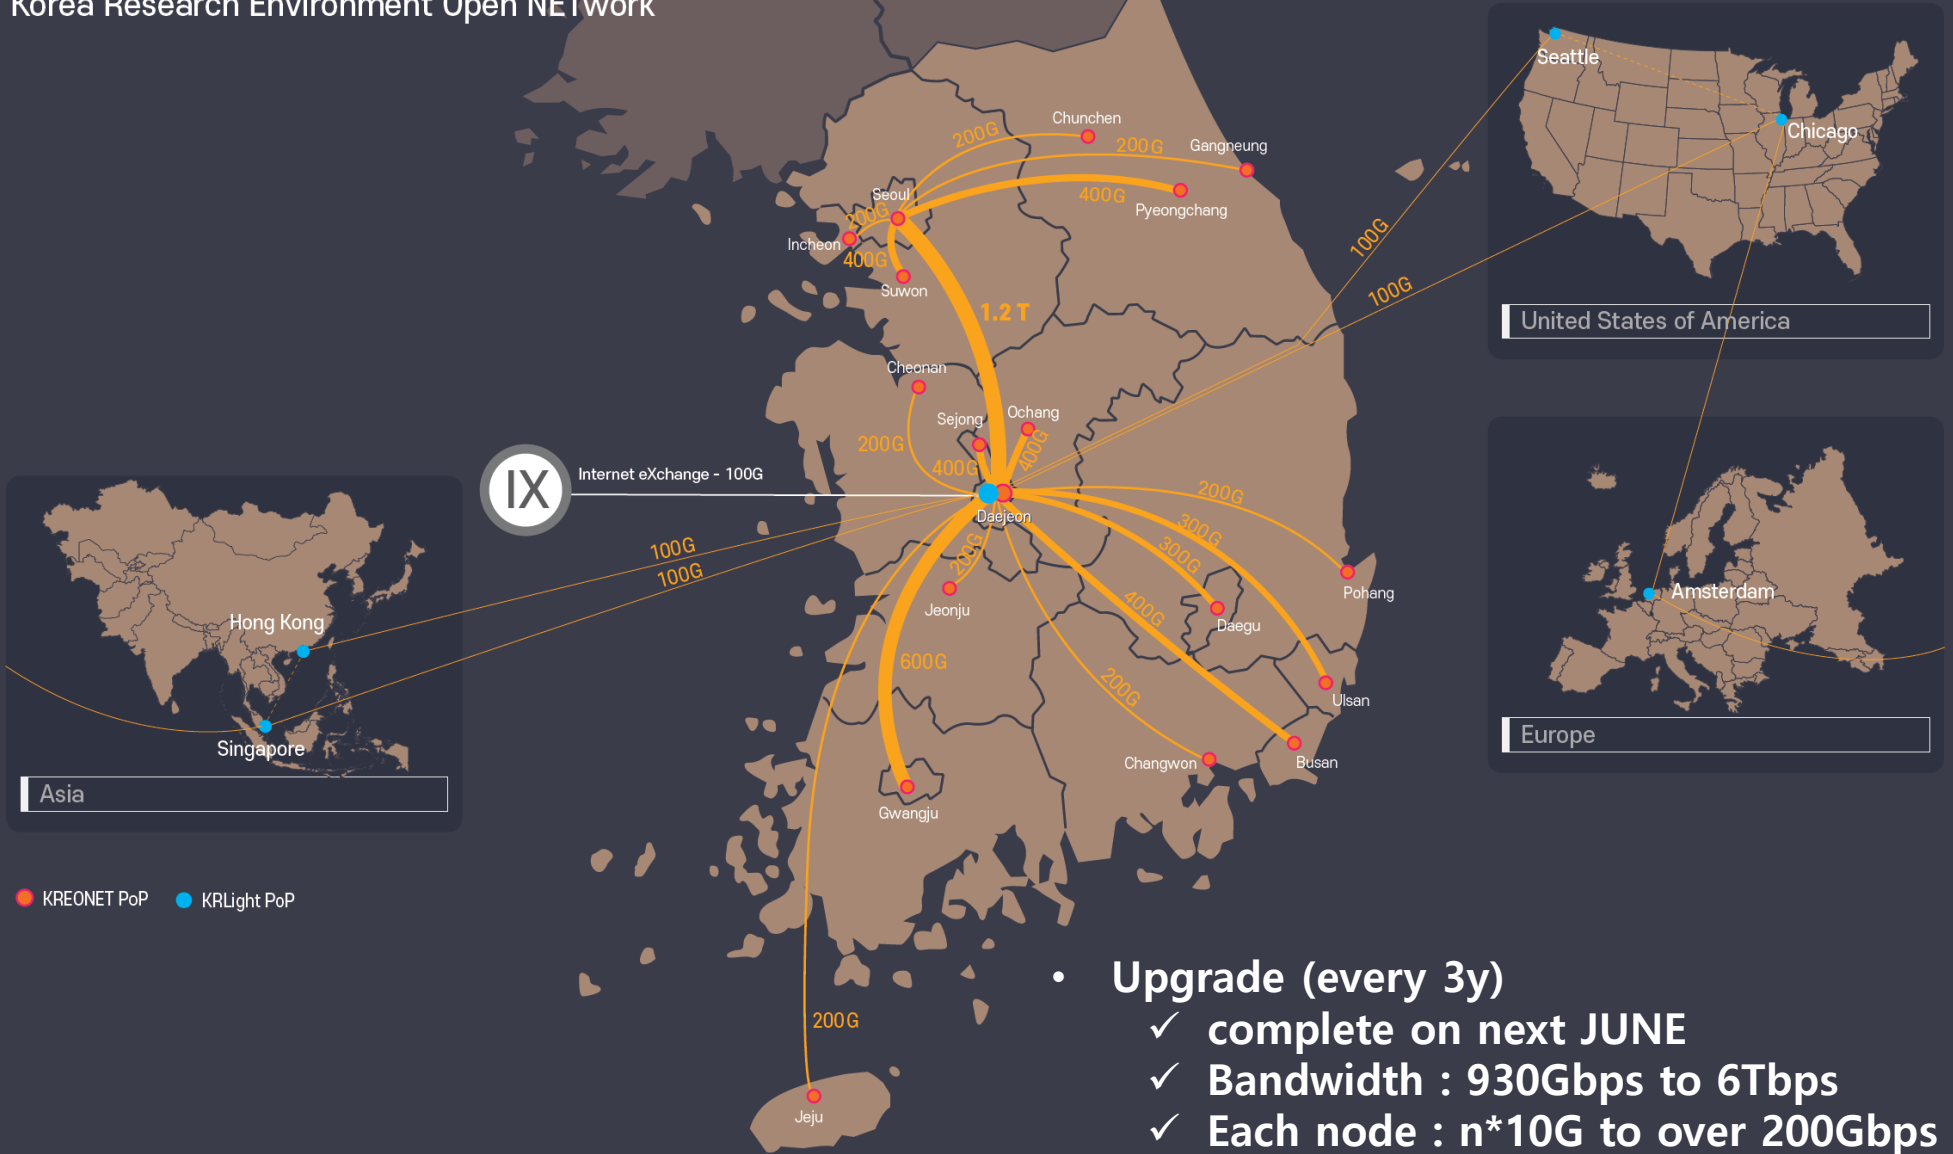 Korea Research Environment Open NETwork
Chunchen
200G
200G
Gangneung
Seoul
400G
Pyeongchang
200G
Incheon
400G
Suwon
1.2 T
Cheonan
Sejong
Ochang
200G
400G
400G
IX
Internet eXchange - 100G
Daejeon
200G
300G
300G
200G
400G
Jeonju
Pohang
Daegu
600G
200G
Ulsan
Changwon
Busan
Gwangju
200G
Jeju
100G
100G
Seattle
Chicago
United States of America
100G
100G
Hong Kong
Singapore
Asia
Amsterdam
Europe
KREONET PoP
KRLight PoP
• Upgrade (every 3y)
✓ complete on next JUNE
✓ Bandwidth : 930Gbps to 6Tbps
✓ Each node : n*10G to over 200Gbps